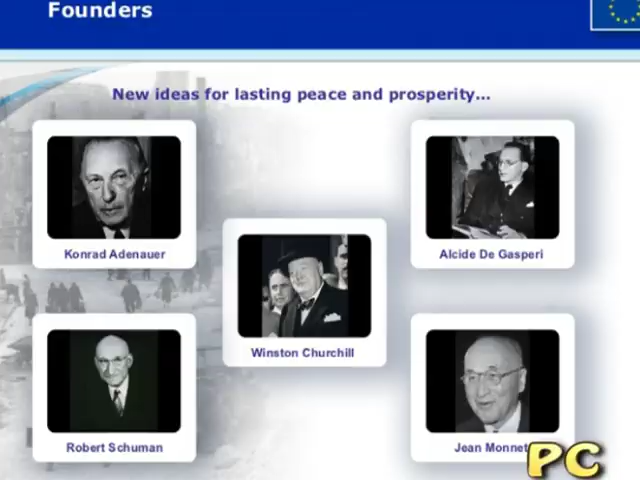 Founders
New ideas for lasting peace and prosperity...
Konrad Adenauer
Alcide De Gasperi
Winston Churchill
Robert Schuman
Jean Monnet
PC